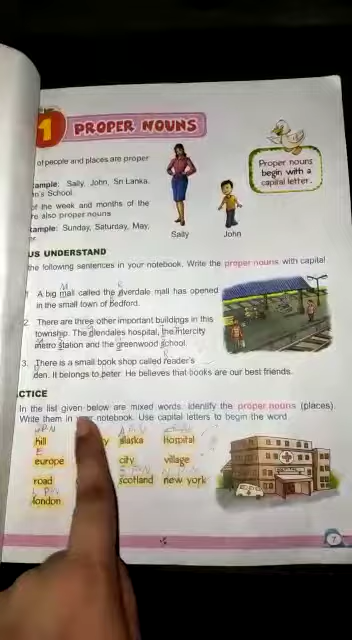 1 PROPER NOUNS
of people and places are proper
ample: Sally, John, Sri Lanka,
n's School.
of the week and months of the
re also proper nouns
ample: Sunday, Saturday, May,
er.
Sally
John
Proper nouns
begin with a
capital letter.
US UNDERSTAND
the following sentences in your notebook. Write the proper nouns with capital
A big mall called the riverdale mall has opened
in the small town of bedford.
2. There are three other important buildings in this
township. The glendales hospital, the intercity
metro station and the greenwood school.
3. There is a small book shop called reader's
den. It belongs to peter. He believes that books are our best friends.
CTICE
In the list given below are mixed words. Identify the proper nouns (places).
Write them in your notebook. Use capital letters to begin the word.
hill y alaska Hospital
europe city village
road scotland new york
london
7